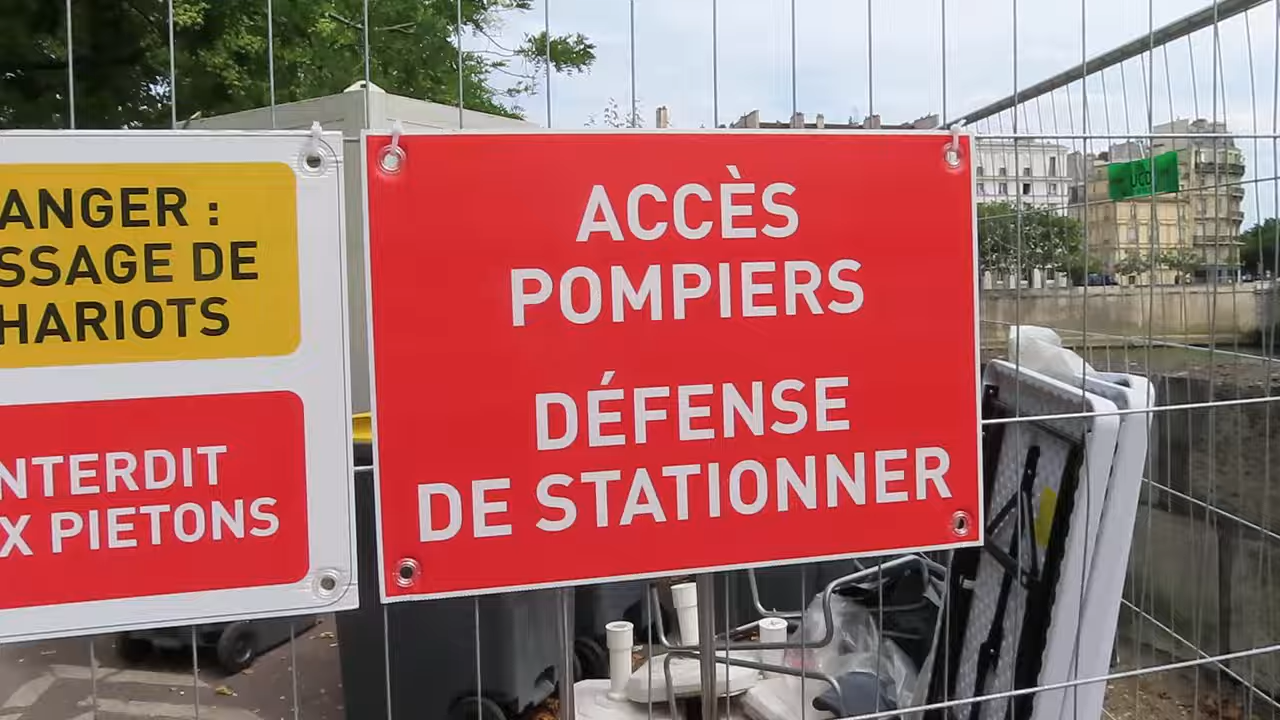 ANGER :
SSAGE DE
HARIOTS
NTERDIT
X PIETONS
ACCÈS
POMPIERS
DÉFENSE
DE STATIONNER